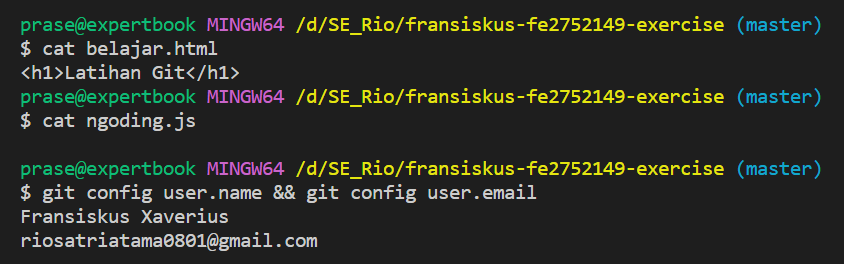 prase@expertbook MINGW64 /d/SE_Rio/fransiskus-fe2752149-exercise (master)
$ cat belajar.html
<h1>Latihan Git</h1>
prase@expertbook MINGW64 /d/SE_Rio/fransiskus-fe2752149-exercise (master)
$ cat ngoding.js
prase@expertbook MINGW64 /d/SE_Rio/fransiskus-fe2752149-exercise (master)
$ git config user.name && git config user.email
Fransiskus Xaverius
riosatriatama0801@gmail.com